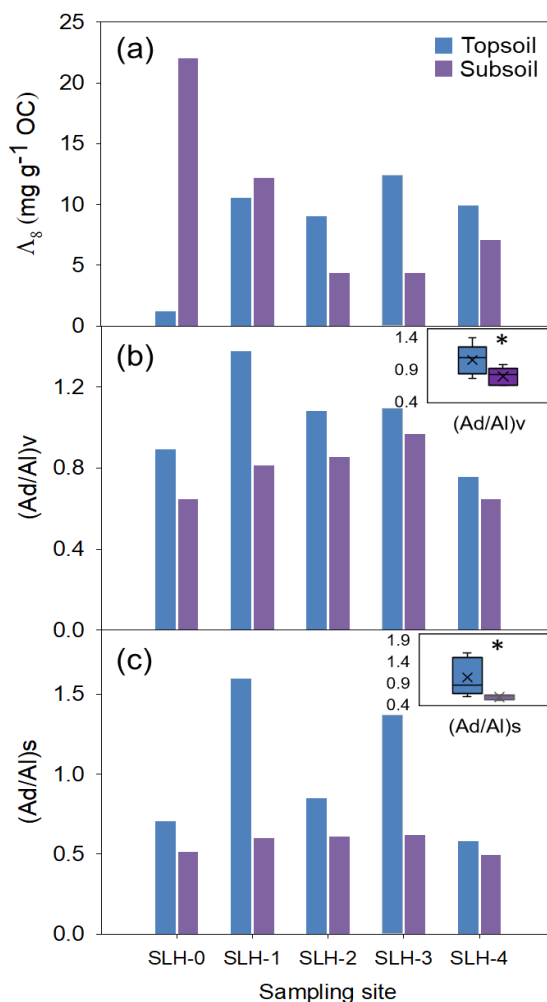 25
20
15
10
5
0
Λ₈ (mg g⁻¹ OC)
(a)
Topsoil
Subsoil
1.2
0.8
0.4
0.0
(Ad/Al)v
(b)
1.4
0.9
0.4
*
(Ad/Al)v
1.5
1.0
0.5
0.0
(Ad/Al)s
(c)
1.9
1.4
0.9
0.4
*
(Ad/Al)s
SLH-0 SLH-1 SLH-2 SLH-3 SLH-4
Sampling site